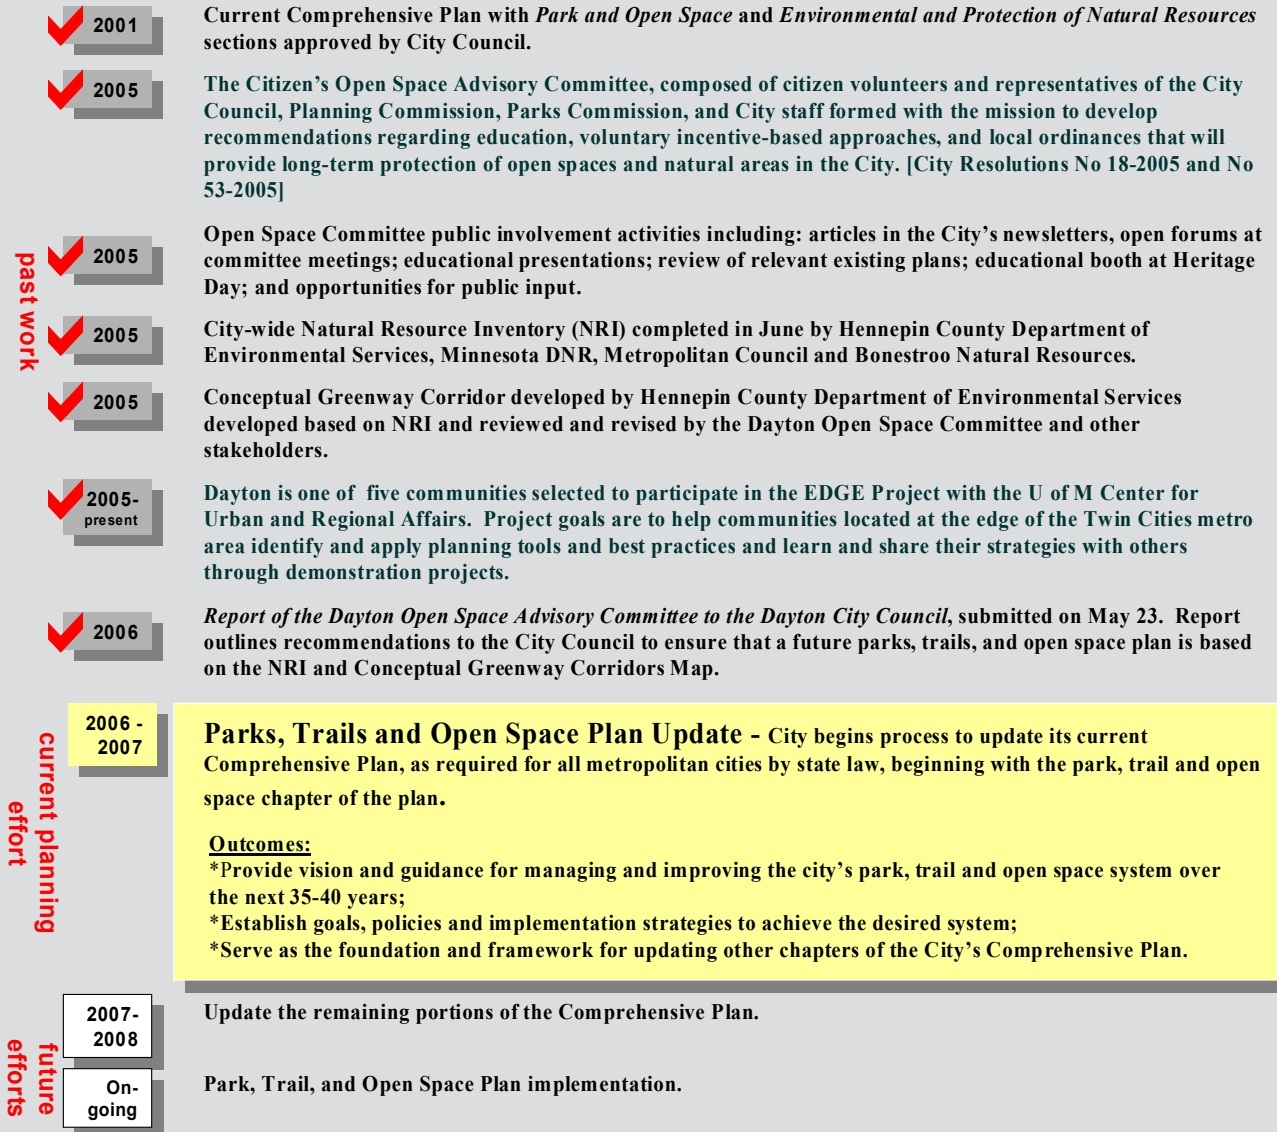 2001
Current Comprehensive Plan with Park and Open Space and Environmental and Protection of Natural Resources
sections approved by City Council.
2005
The Citizen's Open Space Advisory Committee, composed of citizen volunteers and representatives of the City
Council, Planning Commission, Parks Commission, and City staff formed with the mission to develop
recommendations regarding education, voluntary incentive-based approaches, and local ordinances that will
provide long-term protection of open spaces and natural areas in the City. [City Resolutions No 18-2005 and No
53-2005]
past work
2005
Open Space Committee public involvement activities including: articles in the City's newsletters, open forums at
committee meetings; educational presentations; review of relevant existing plans; educational booth at Heritage
Day; and opportunities for public input.
2005
City-wide Natural Resource Inventory (NRI) completed in June by Hennepin County Department of
Environmental Services, Minnesota DNR, Metropolitan Council and Bonestroo Natural Resources.
2005
Conceptual Greenway Corridor developed by Hennepin County Department of Environmental Services
developed based on NRI and reviewed and revised by the Dayton Open Space Committee and other
stakeholders.
2005-
present
Dayton is one of five communities selected to participate in the EDGE Project with the U of M Center for
Urban and Regional Affairs. Project goals are to help communities located at the edge of the Twin Cities metro
area identify and apply planning tools and best practices and learn and share their strategies with others
through demonstration projects.
2006
Report of the Dayton Open Space Advisory Committee to the Dayton City Council, submitted on May 23. Report
outlines recommendations to the City Council to ensure that a future parks, trails, and open space plan is based
on the NRI and Conceptual Greenway Corridors Map.
current planning
effort
2006 -
2007
Parks, Trails and Open Space Plan Update - City begins process to update its current
Comprehensive Plan, as required for all metropolitan cities by state law, beginning with the park, trail and open
space chapter of the plan.
Outcomes:
*Provide vision and guidance for managing and improving the city's park, trail and open space system over
the next 35-40 years;
*Establish goals, policies and implementation strategies to achieve the desired system;
*Serve as the foundation and framework for updating other chapters of the City's Comprehensive Plan.
future
efforts
2007-
2008
Update the remaining portions of the Comprehensive Plan.
On-
going
Park, Trail, and Open Space Plan implementation.